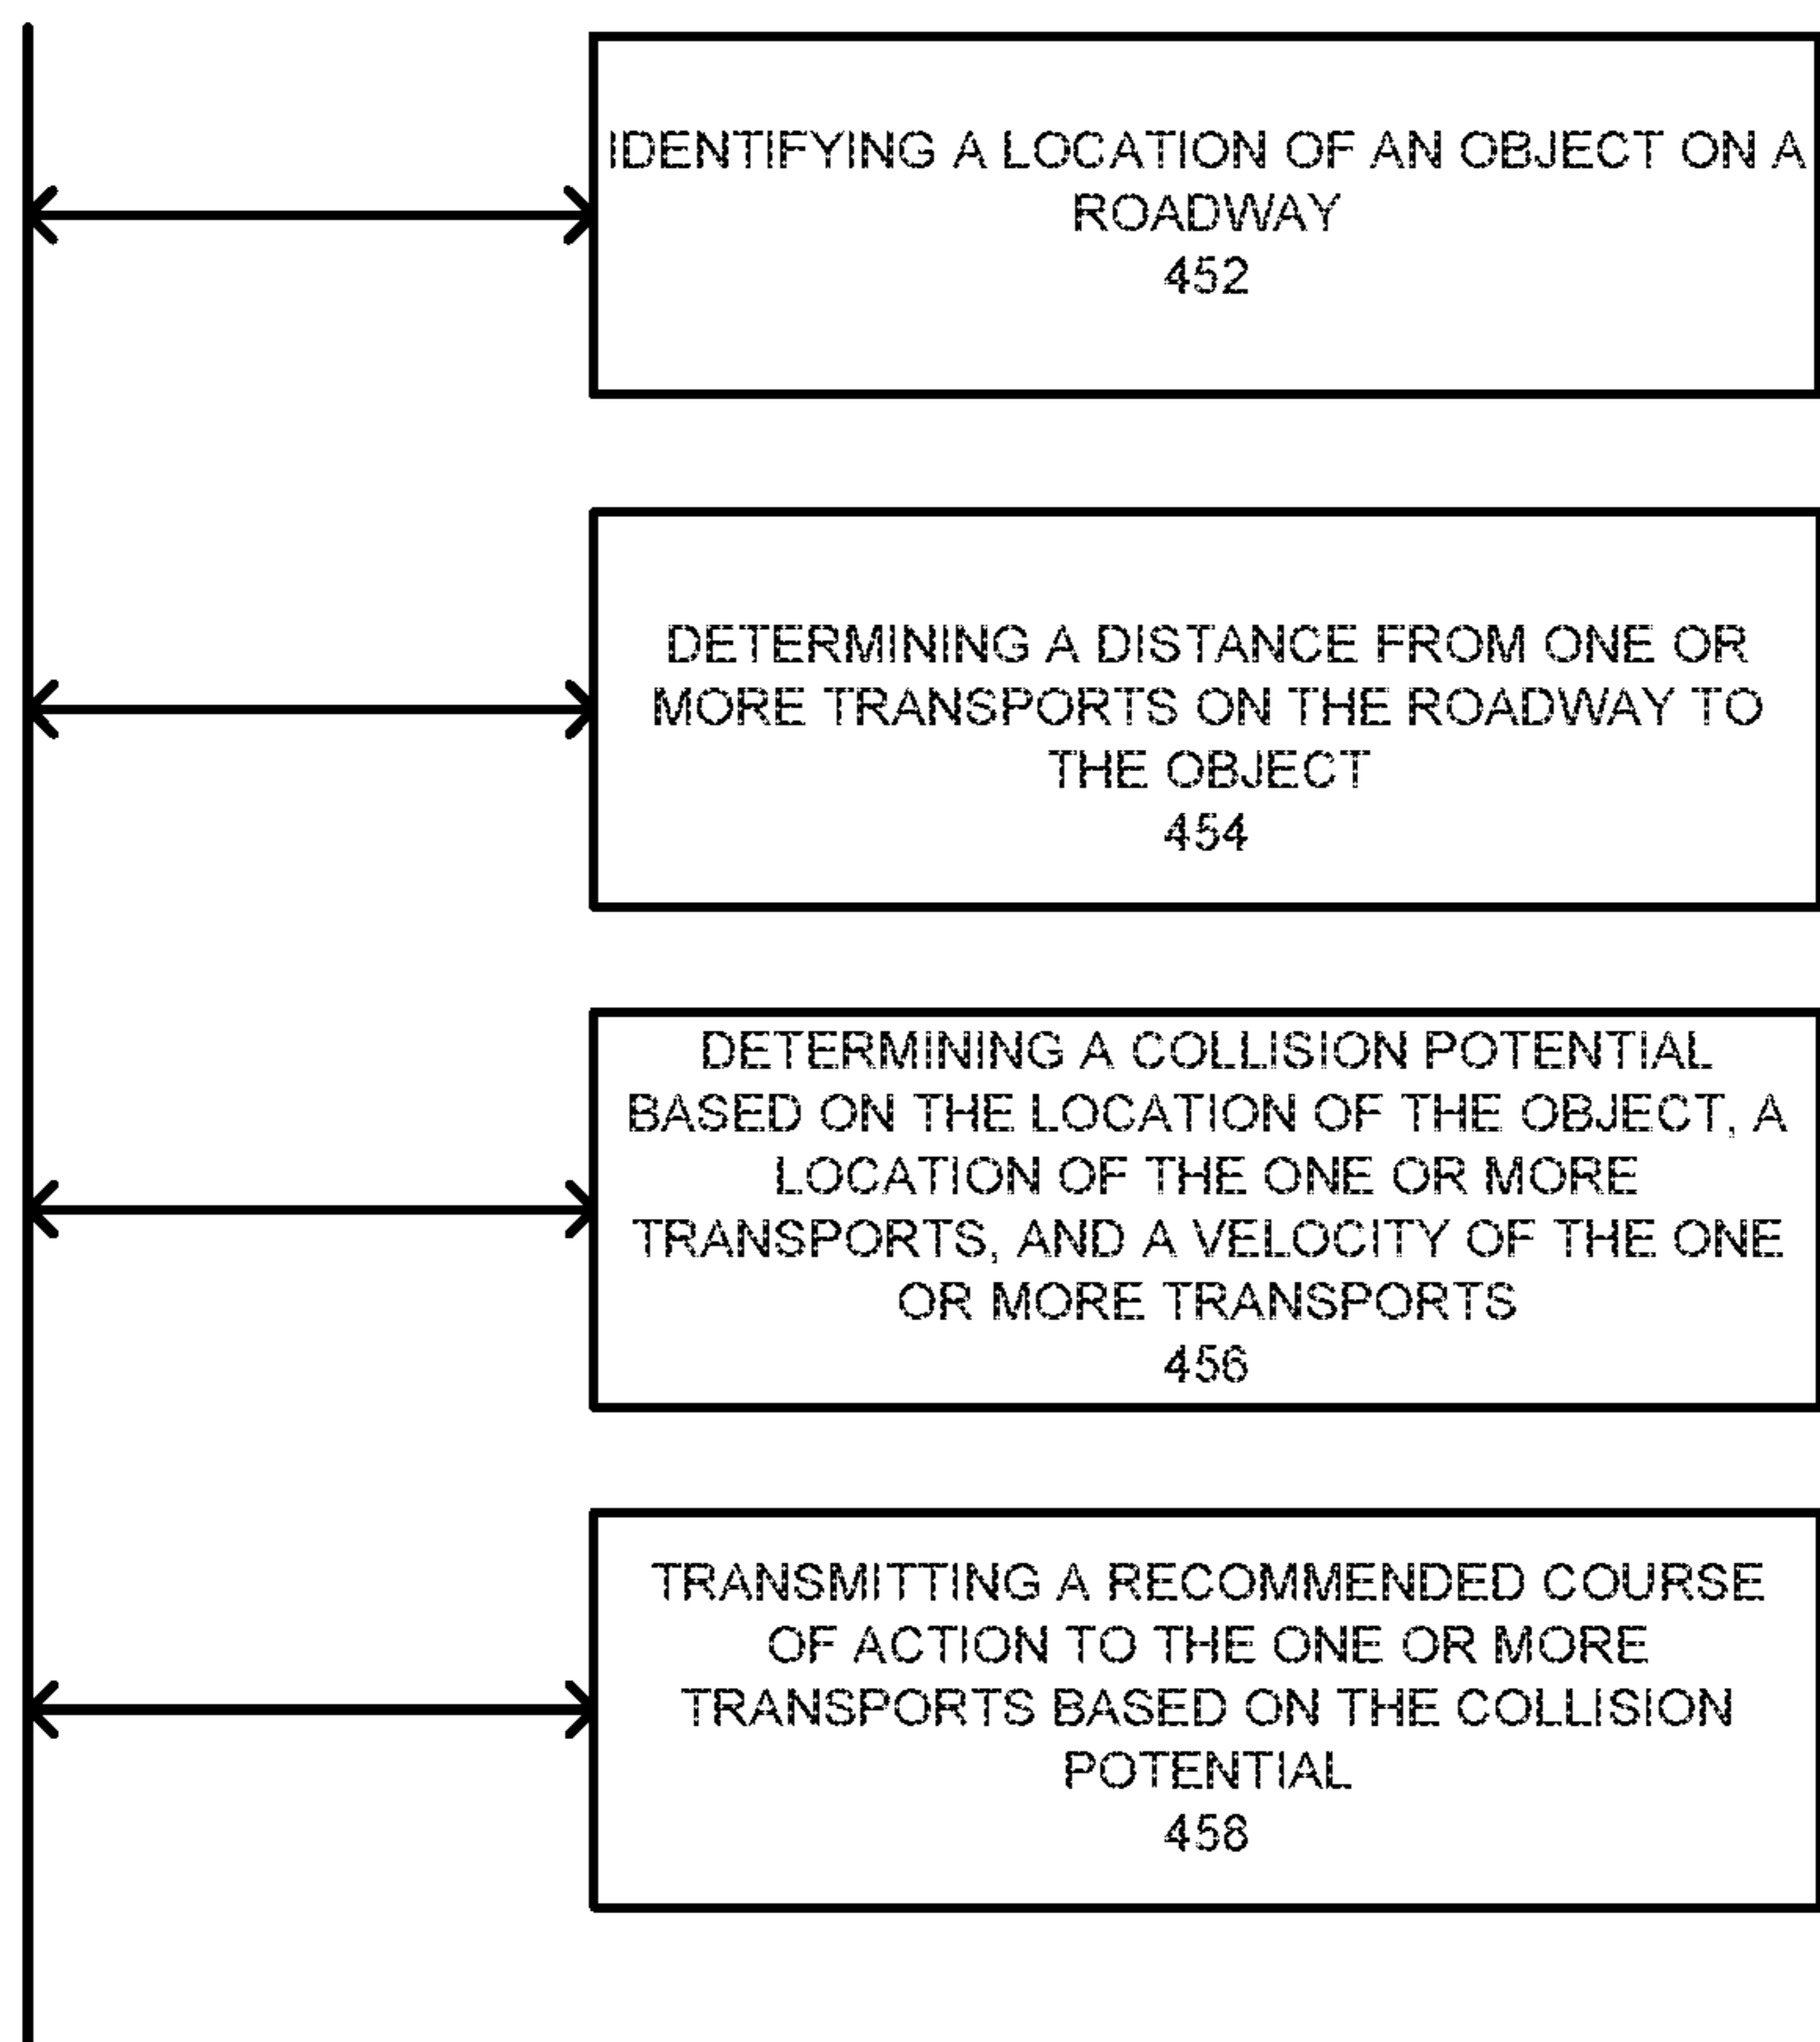 IDENTIFYING A LOCATION OF AN OBJECT ON A
ROADWAY
452
DETERMINING A DISTANCE FROM ONE OR
MORE TRANSPORTS ON THE ROADWAY TO
THE OBJECT
454
DETERMINING A COLLISION POTENTIAL
BASED ON THE LOCATION OF THE OBJECT, A
LOCATION OF THE ONE OR MORE
TRANSPORTS, AND A VELOCITY OF THE ONE
OR MORE TRANSPORTS
456
TRANSMITTING A RECOMMENDED COURSE
OF ACTION TO THE ONE OR MORE
TRANSPORTS BASED ON THE COLLISION
POTENTIAL
458